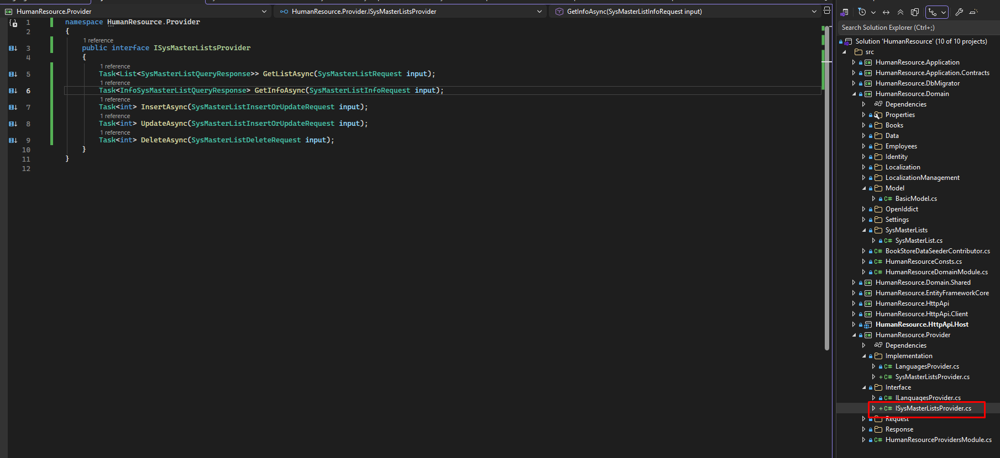 HumanResource.Provider
HumanResource.Provider.ISysMasterListsProvider
GetInfoAsync(SysMasterListInfoRequest input)
1 namespace HumanResource.Provider
2 {
1 reference
3 public interface ISysMasterListsProvider
4 {
1 reference
5 Task<List<SysMasterListQueryResponse>> GetListAsync(SysMasterListRequest input);
1 reference
6 Task<InfoSysMasterListQueryResponse> GetInfoAsync(SysMasterListInfoRequest input);
1 reference
7 Task<int> InsertAsync(SysMasterListInsertOrUpdateRequest input);
1 reference
8 Task<int> UpdateAsync(SysMasterListInsertOrUpdateRequest input);
1 reference
9 Task<int> DeleteAsync(SysMasterListDeleteRequest input);
10 }
11 }
12
Search Solution Explorer (Ctrl+;)
Solution 'HumanResource' (10 of 10 projects)
src
C# HumanResource.Application
C# HumanResource.Application.Contracts
C# HumanResource.DbMigrator
C# HumanResource.Domain
Dependencies
Properties
Books
Data
Employees
Identity
Localization
LocalizationManagement
Model
C# BasicModel.cs
OpenIddict
Settings
SysMasterLists
C# SysMasterList.cs
C# BookStoreDataSeederContributor.cs
C# HumanResourceConsts.cs
C# HumanResourceDomainModule.cs
C# HumanResource.Domain.Shared
C# HumanResource.EntityFrameworkCore
C# HumanResource.HttpApi
C# HumanResource.HttpApi.Client
HumanResource.HttpApi.Host
C# HumanResource.Provider
Dependencies
Implementation
C# LanguagesProvider.cs
+ C# SysMasterListsProvider.cs
Interface
C# ILanguagesProvider.cs
+ C# ISysMasterListsProvider.cs
Request
Response
C# HumanResourceProvidersModule.cs